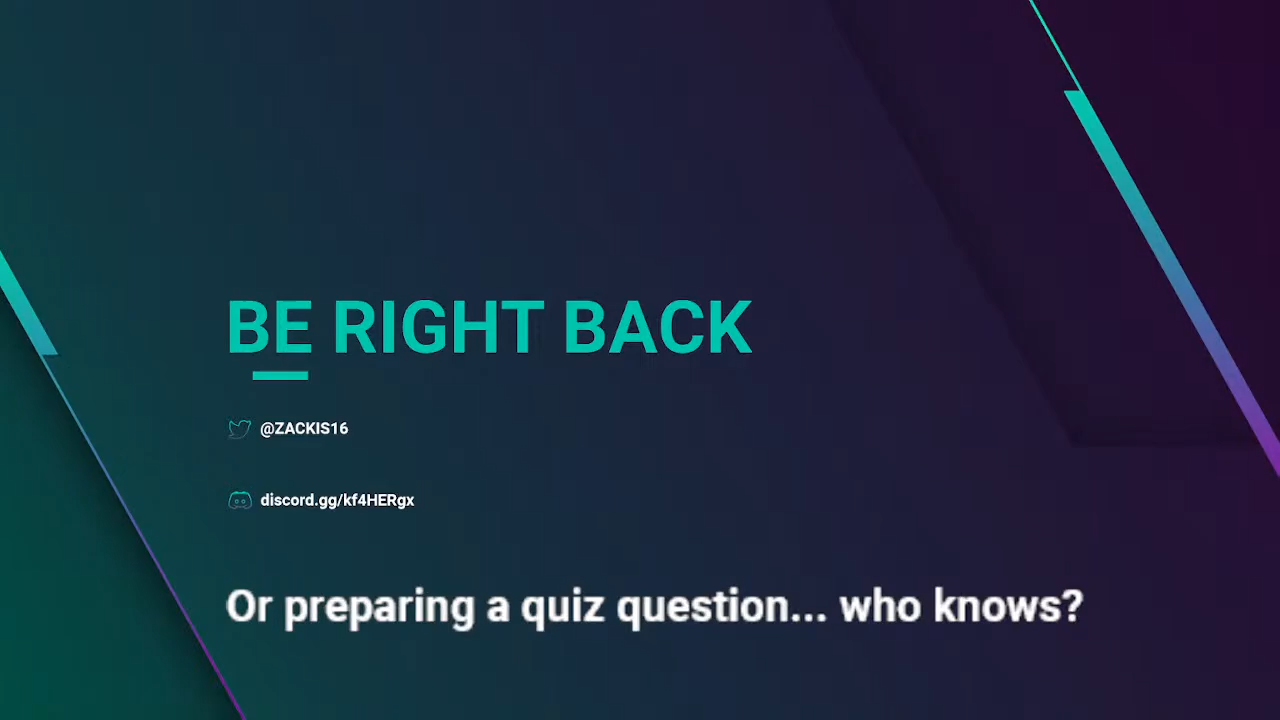 BE RIGHT BACK
@ZACKIS16
discord.gg/kf4HERgx
Or preparing a quiz question... who knows?